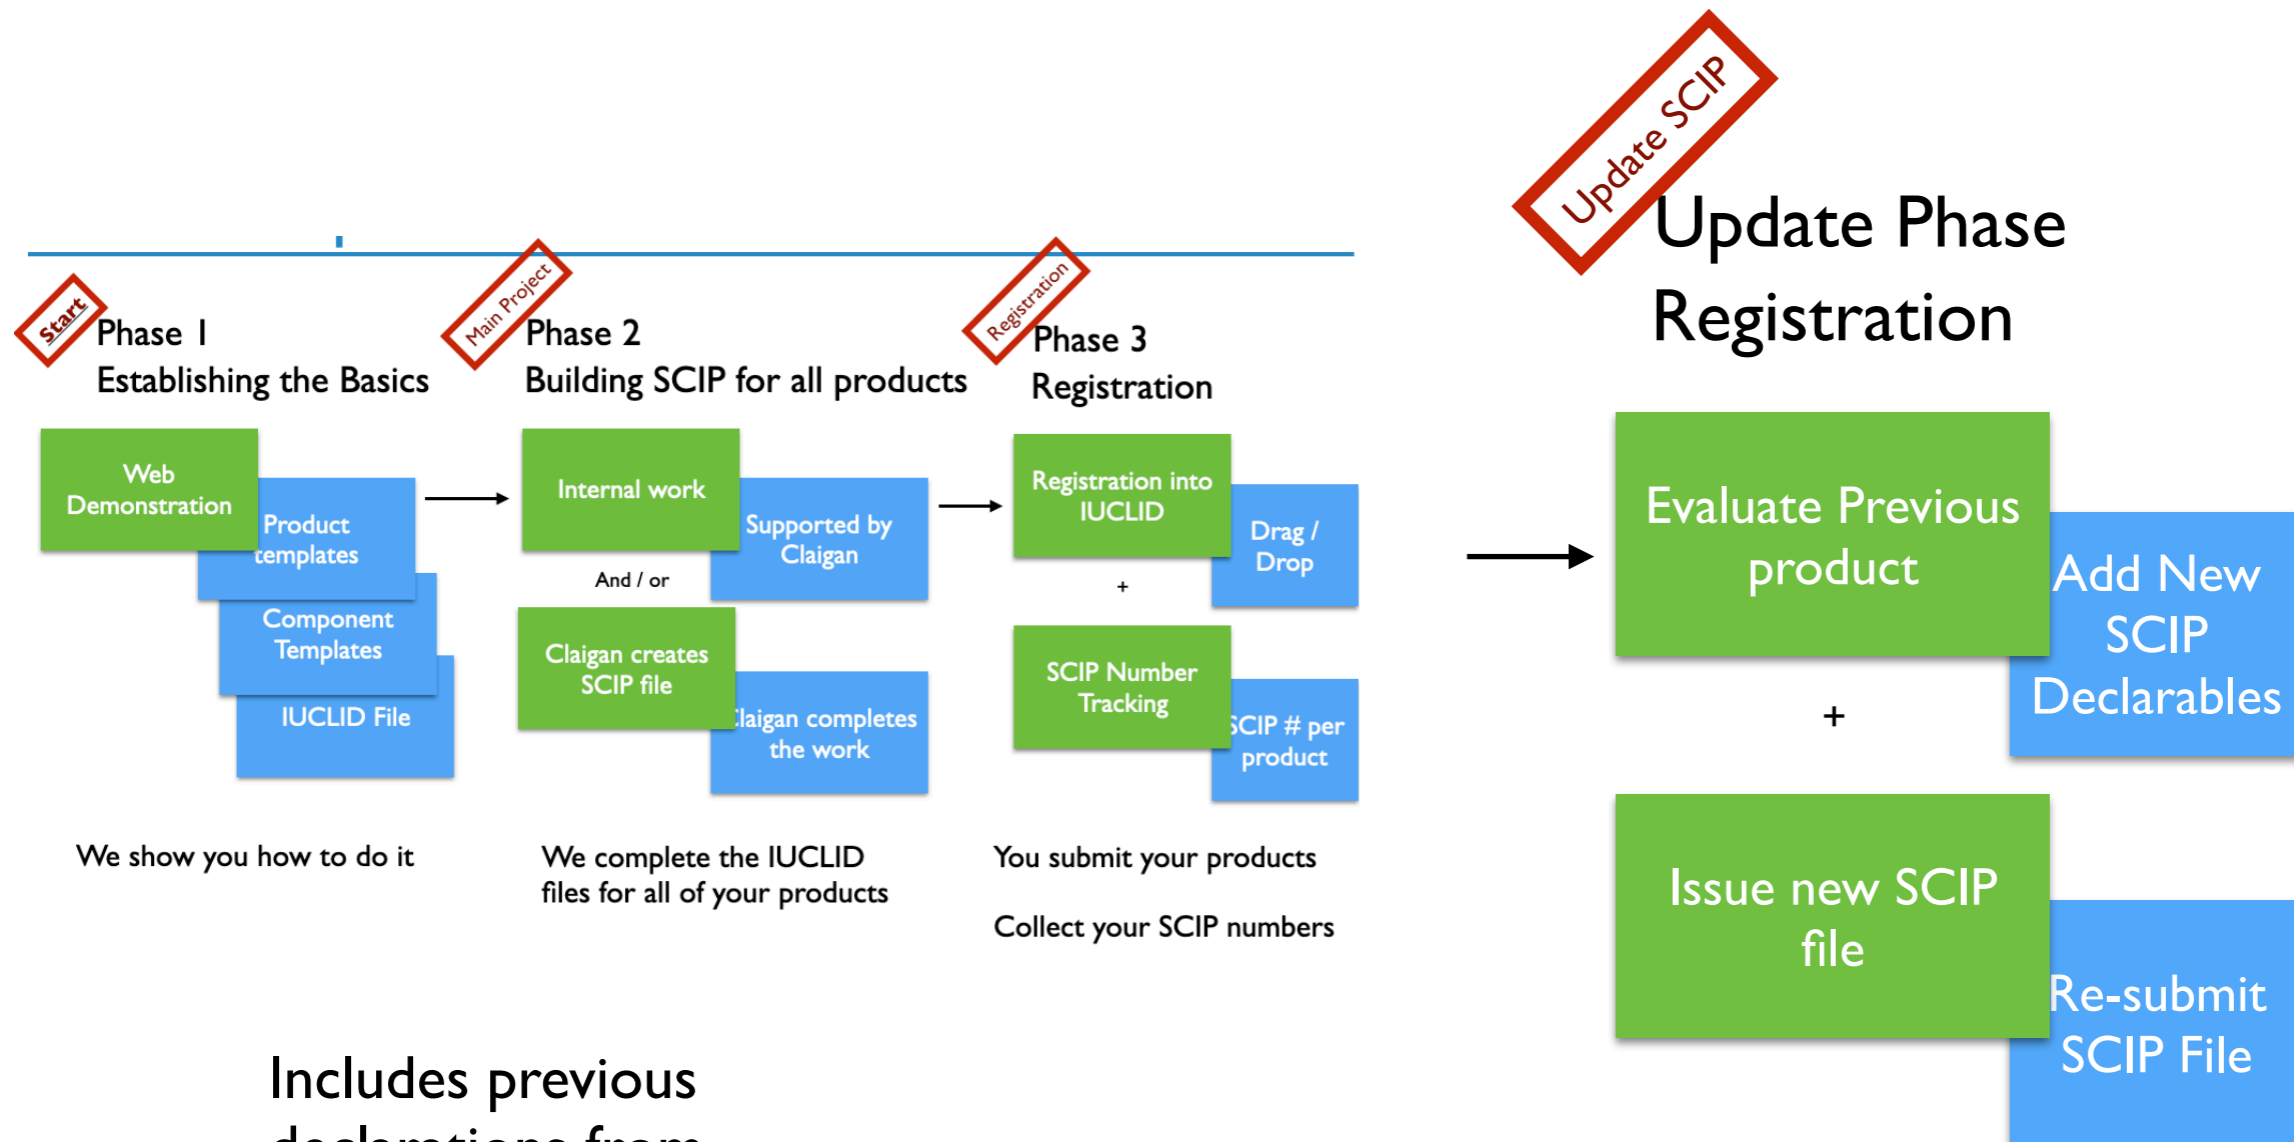 Start
Phase 1
Establishing the Basics
Web
Demonstration
Product
templates
Component
Templates
IUCLID File
We show you how to do it
Main Project
Phase 2
Building SCIP for all products
Internal work
Supported by
Claigan
And / or
Claigan creates
SCIP file
Claigan completes
the work
We complete the IUCLID
files for all of your products
Registration
Phase 3
Registration
Registration into
IUCLID
Drag /
Drop
+
SCIP Number
Tracking
SCIP # per
product
You submit your products
Collect your SCIP numbers
Update SCIP
Update Phase
Registration
Evaluate Previous
product
Add New
SCIP
Declarables
+
Issue new SCIP
file
Re-submit
SCIP File
Includes previous
declarations from